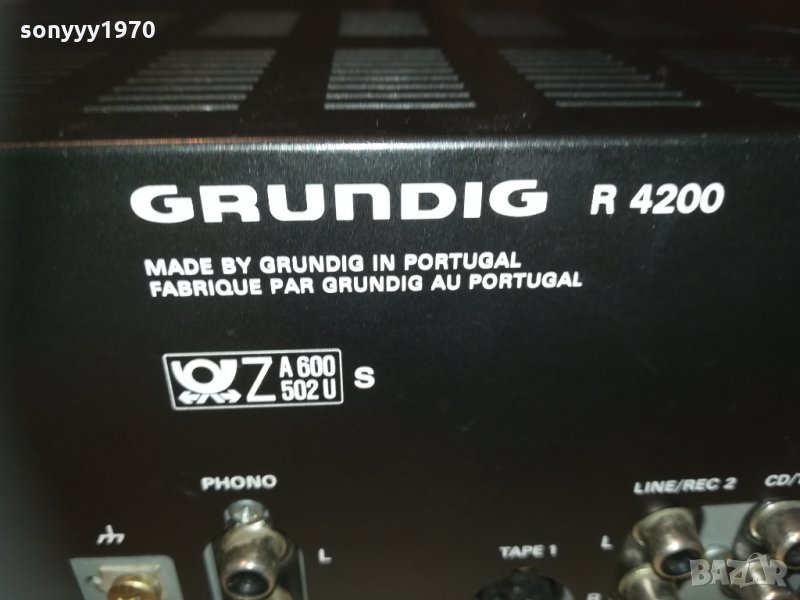 sonyyy1970
GRUNDIG R 4200
MADE BY GRUNDIG IN PORTUGAL
FABRIQUE PAR GRUNDIG AU PORTUGAL
Z A 600
502 U S
PHONO
LINE/REC 2
CD/
L
TAPE 1
L
R
BAZAR